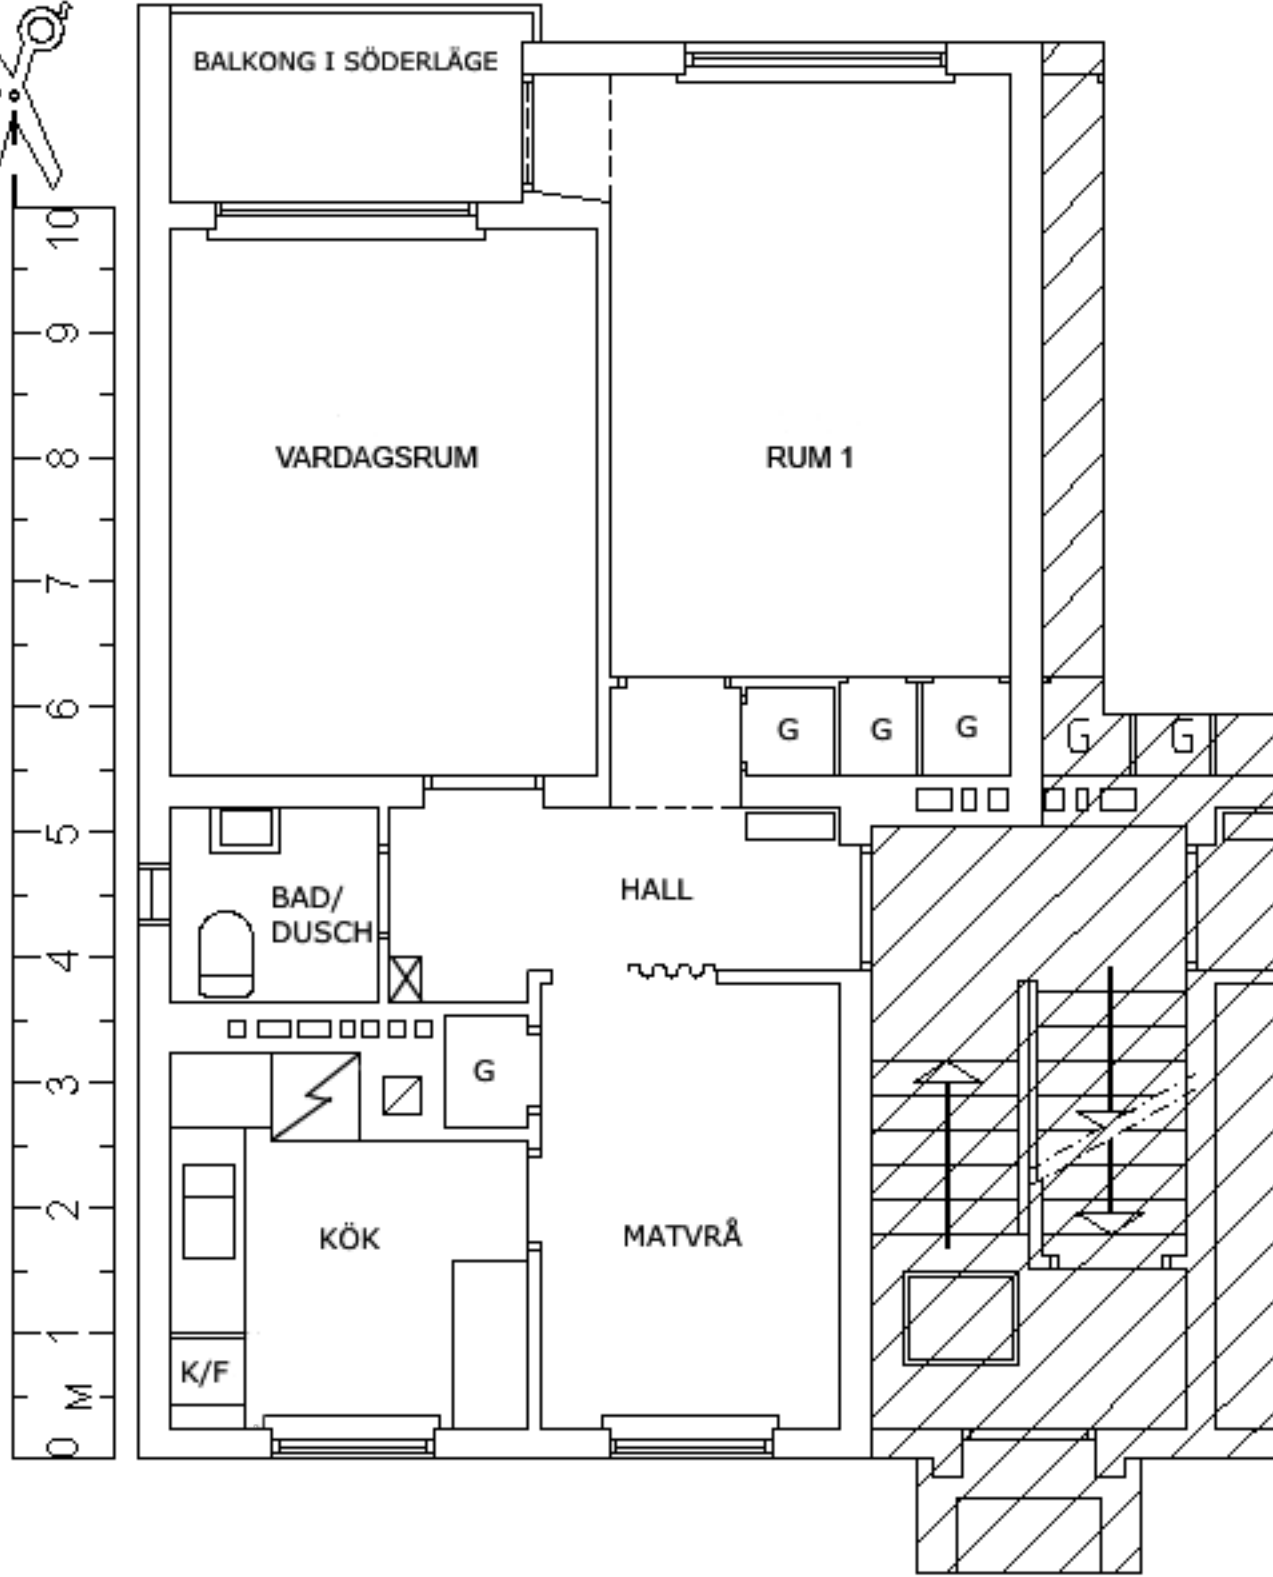 BALKONG I SÖDERLÄGE
10
9
VARDAGSRUM
RUM 1
8
7
6
G
G
G
G
G
5
BAD/
DUSCH
HALL
4
G
3
2
KÖK
MATVRÅ
1
K/F
M
0